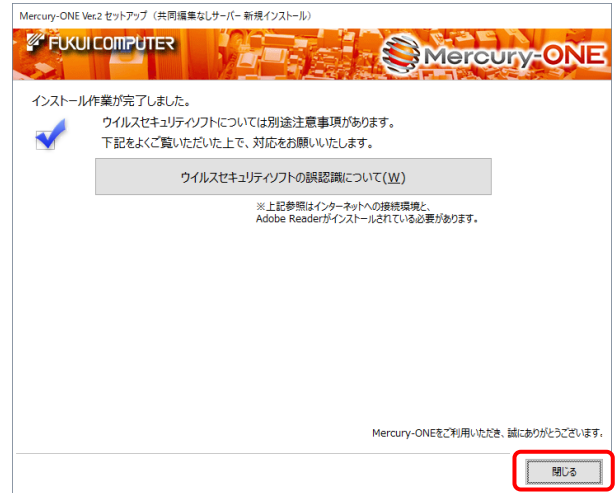 Mercury-ONE Ver.2 セットアップ（共同編集なしサーバー 新規インストール）
FUKUI COMPUTER
Mercury-ONE
インストール作業が完了しました。
ウイルスセキュリティソフトについては別途注意事項があります。
下記をよくご覧いただいた上で、対応をお願いいたします。
ウイルスセキュリティソフトの誤認識について(W)
※上記参照はインターネットへの接続環境と、
Adobe Readerがインストールされている必要があります。
Mercury-ONEをご利用いただき、誠にありがとうございます。
閉じる